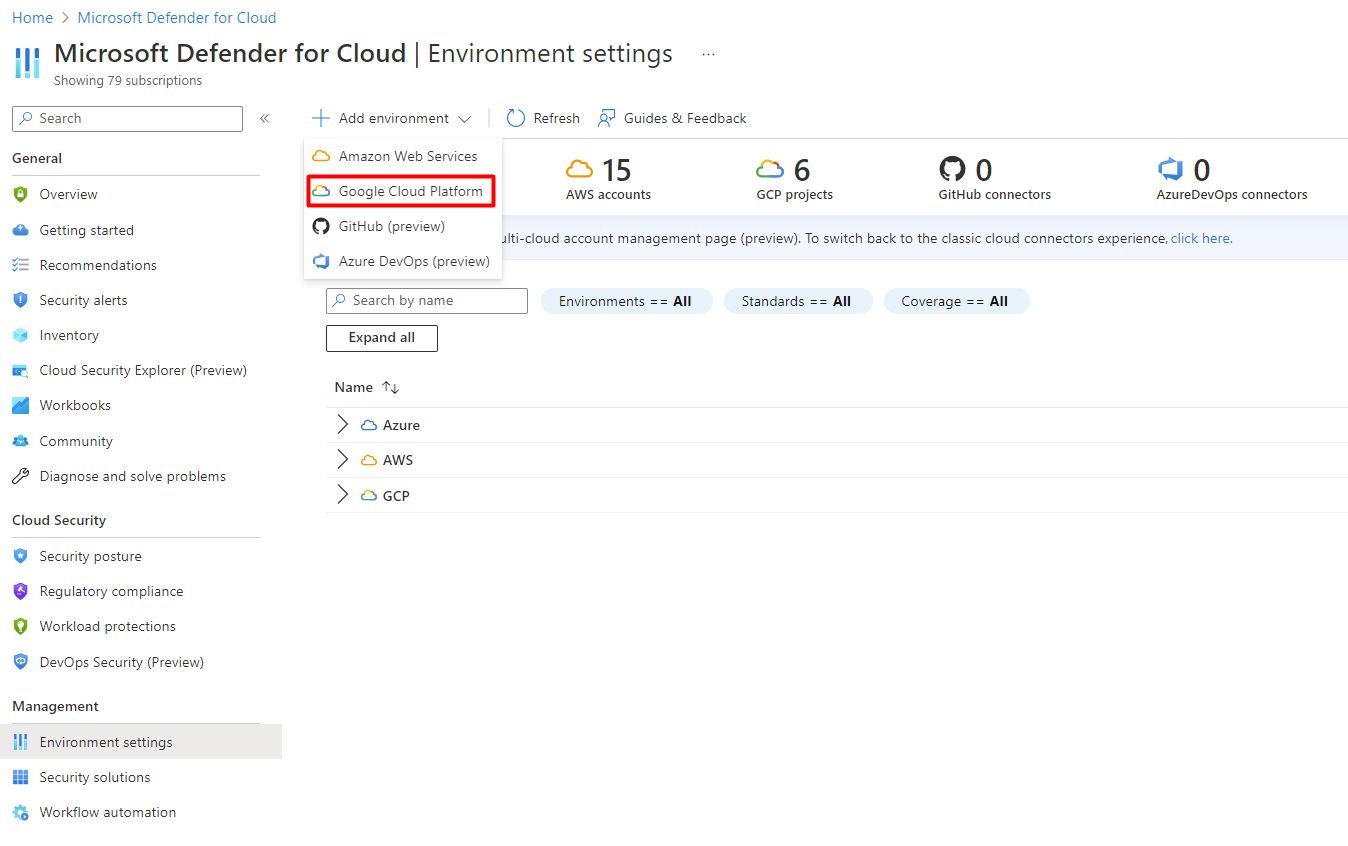 Home > Microsoft Defender for Cloud
Microsoft Defender for Cloud | Environment settings ...
Showing 79 subscriptions
Search «
General
Overview
Getting started
Recommendations
Security alerts
Inventory
Cloud Security Explorer (Preview)
Workbooks
Community
Diagnose and solve problems
Cloud Security
Security posture
Regulatory compliance
Workload protections
DevOps Security (Preview)
Management
Environment settings
Security solutions
Workflow automation
Add environment Refresh Guides & Feedback
Amazon Web Services
Google Cloud Platform
GitHub (preview)
Azure DevOps (preview)
15 6 0 0
AWS accounts GCP projects GitHub connectors AzureDevOps connectors
ulti-cloud account management page (preview). To switch back to the classic cloud connectors experience, click here.
Search by name Environments == All Standards == All Coverage == All
Expand all
Name ↑↓
Azure
AWS
GCP